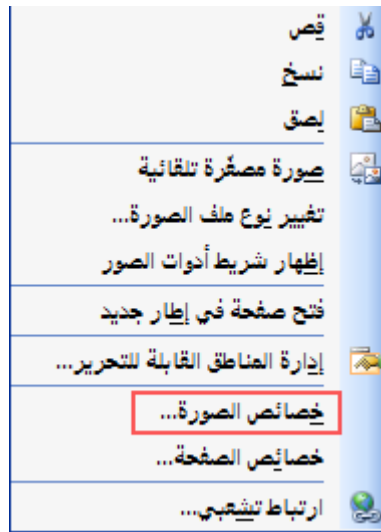 قص
نسخ
لصق
صورة مصغّرة تلقائية
تغيير نوع ملف الصورة...
إظهار شريط أدوات الصور
فتح صفحة في إطار جديد
إدارة المناطق القابلة للتحرير...
خصائص الصورة...
خصائص الصفحة...
ارتباط تشعبي...